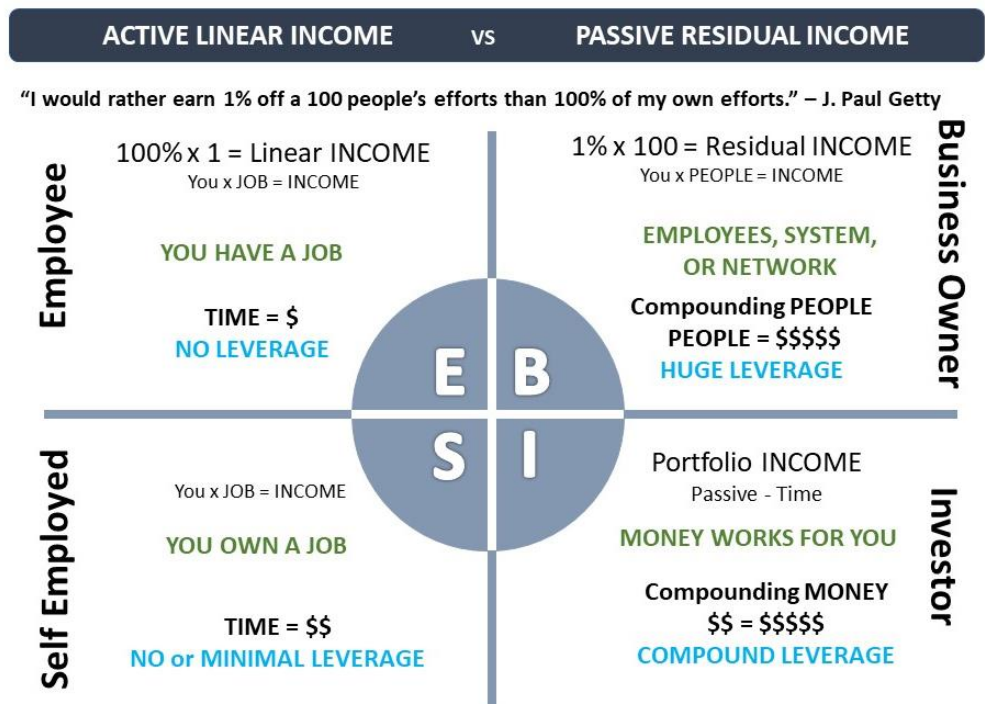 ACTIVE LINEAR INCOME vs PASSIVE RESIDUAL INCOME
“I would rather earn 1% off a 100 people’s efforts than 100% of my own efforts.” – J. Paul Getty
Employee
100% x 1 = Linear INCOME
You x JOB = INCOME
YOU HAVE A JOB
TIME = $
NO LEVERAGE
Business Owner
1% x 100 = Residual INCOME
You x PEOPLE = INCOME
EMPLOYEES, SYSTEM,
OR NETWORK
Compounding PEOPLE
PEOPLE = $$$$$
HUGE LEVERAGE
E B
S I
Self Employed
You x JOB = INCOME
YOU OWN A JOB
TIME = $$
NO or MINIMAL LEVERAGE
Investor
Portfolio INCOME
Passive - Time
MONEY WORKS FOR YOU
Compounding MONEY
$$ = $$$$$
COMPOUND LEVERAGE